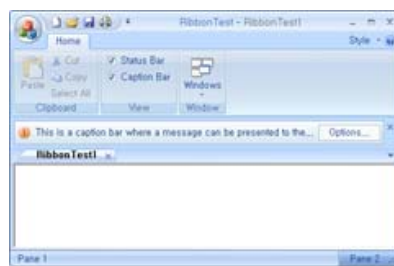 RibbonTest - RibbonTest1
Home
Style
Cut
Copy
Paste
Select All
Clipboard
Status Bar
Caption Bar
View
Windows
Window
This is a caption bar where a message can be presented to the...
Options...
RibbonTest1
Pane 1
Pane 2